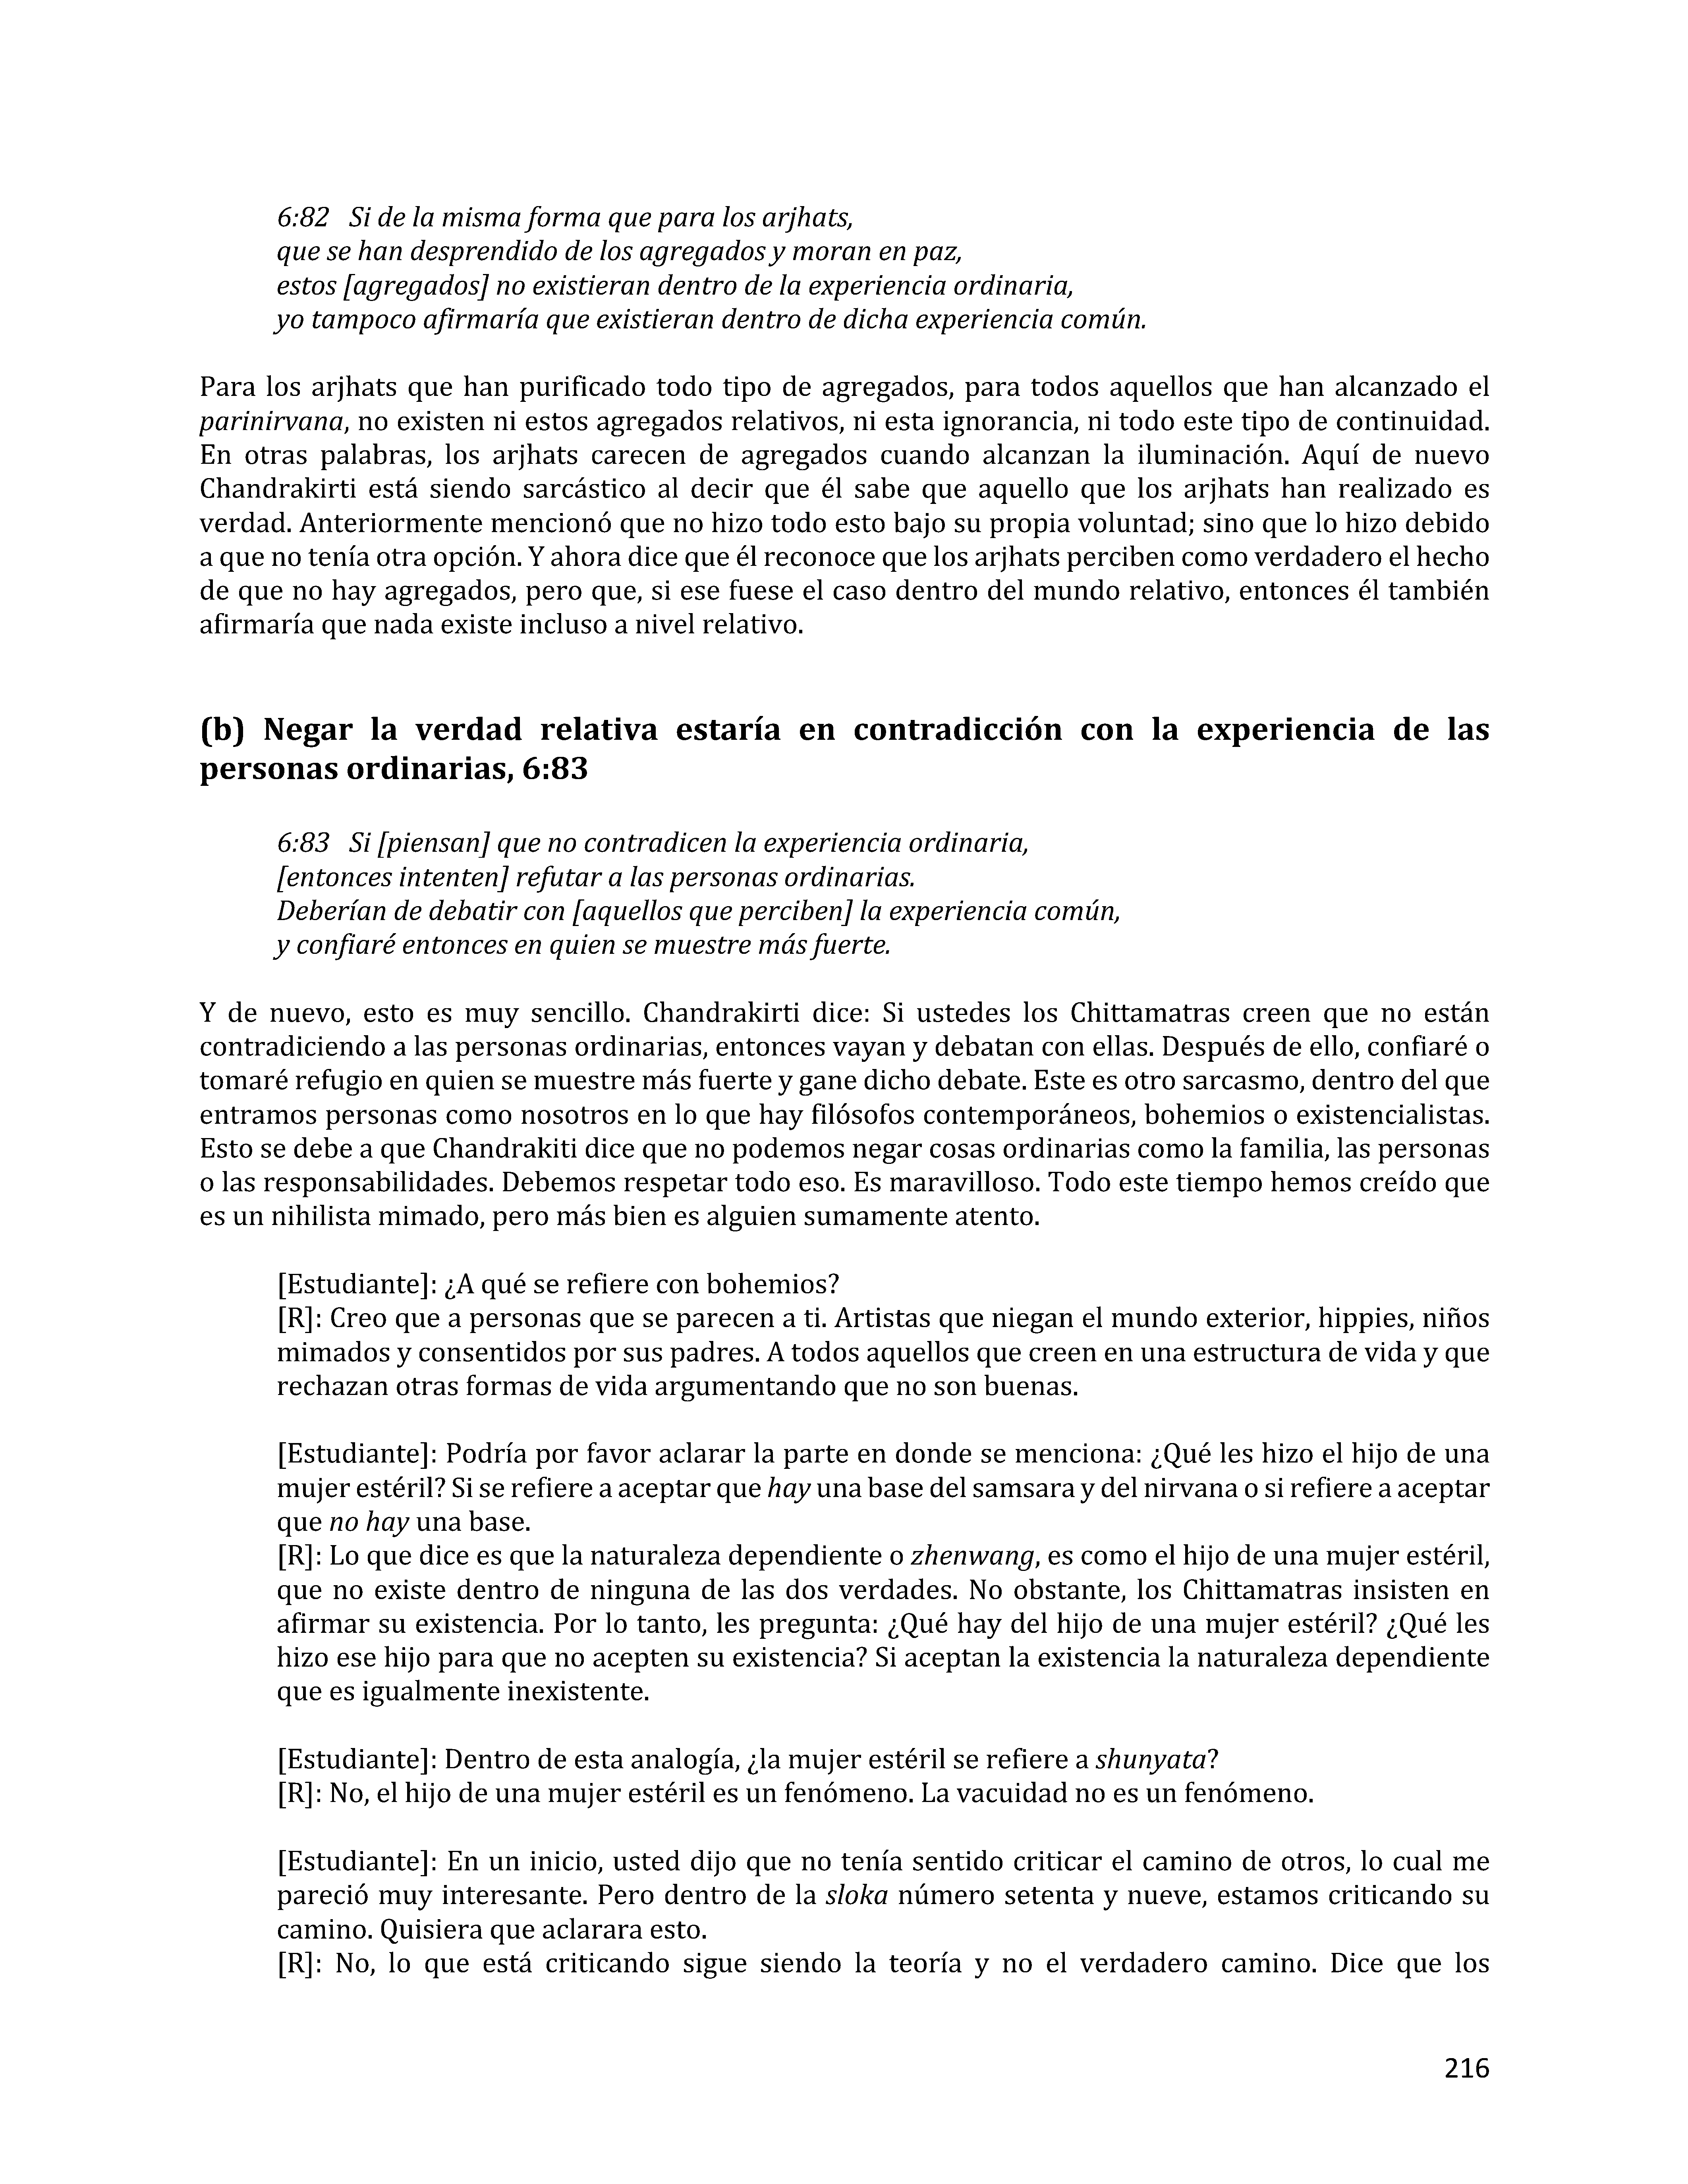 6:82 Si de la misma forma que para los arjhats,
que se han desprendido de los agregados y moran en paz,
estos [agregados] no existieran dentro de la experiencia ordinaria,
yo tampoco afirmaría que existieran dentro de dicha experiencia común.
Para los arjhats que han purificado todo tipo de agregados, para todos aquellos que han alcanzado el
parinirvana, no existen ni estos agregados relativos, ni esta ignorancia, ni todo este tipo de continuidad.
En otras palabras, los arjhats carecen de agregados cuando alcanzan la iluminación. Aquí de nuevo
Chandrakirti está siendo sarcástico al decir que él sabe que aquello que los arjhats han realizado es
verdad. Anteriormente mencionó que no hizo todo esto bajo su propia voluntad; sino que lo hizo debido
a que no tenía otra opción. Y ahora dice que él reconoce que los arjhats perciben como verdadero el hecho
de que no hay agregados, pero que, si ese fuese el caso dentro del mundo relativo, entonces él también
afirmaría que nada existe incluso a nivel relativo.
(b) Negar la verdad relativa estaría en contradicción con la experiencia de las
personas ordinarias, 6:83
6:83 Si [piensan] que no contradicen la experiencia ordinaria,
[entonces intenten] refutar a las personas ordinarias.
Deberían de debatir con [aquellos que perciben] la experiencia común,
y confiaré entonces en quien se muestre más fuerte.
Y de nuevo, esto es muy sencillo. Chandrakirti dice: Si ustedes los Chittamatras creen que no están
contradiciendo a las personas ordinarias, entonces vayan y debatan con ellas. Después de ello, confiaré o
tomaré refugio en quien se muestre más fuerte y gane dicho debate. Este es otro sarcasmo, dentro del que
entramos personas como nosotros en lo que hay filósofos contemporáneos, bohemios o existencialistas.
Esto se debe a que Chandrakiti dice que no podemos negar cosas ordinarias como la familia, las personas
o las responsabilidades. Debemos respetar todo eso. Es maravilloso. Todo este tiempo hemos creído que
es un nihilista mimado, pero más bien es alguien sumamente atento.
[Estudiante]: ¿A qué se refiere con bohemios?
[R]: Creo que a personas que se parecen a ti. Artistas que niegan el mundo exterior, hippies, niños
mimados y consentidos por sus padres. A todos aquellos que creen en una estructura de vida y que
rechazan otras formas de vida argumentando que no son buenas.
[Estudiante]: Podría por favor aclarar la parte en donde se menciona: ¿Qué les hizo el hijo de una
mujer estéril? Si se refiere a aceptar que hay una base del samsara y del nirvana o si refiere a aceptar
que no hay una base.
[R]: Lo que dice es que la naturaleza dependiente o zhenwang, es como el hijo de una mujer estéril,
que no existe dentro de ninguna de las dos verdades. No obstante, los Chittamatras insisten en
afirmar su existencia. Por lo tanto, les pregunta: ¿Qué hay del hijo de una mujer estéril? ¿Qué les
hizo ese hijo para que no acepten su existencia? Si aceptan la existencia la naturaleza dependiente
que es igualmente inexistente.
[Estudiante]: Dentro de esta analogía, ¿la mujer estéril se refiere a shunyata?
[R]: No, el hijo de una mujer estéril es un fenómeno. La vacuidad no es un fenómeno.
[Estudiante]: En un inicio, usted dijo que no tenía sentido criticar el camino de otros, lo cual me
pareció muy interesante. Pero dentro de la sloka número setenta y nueve, estamos criticando su
camino. Quisiera que aclarara esto.
[R]: No, lo que está criticando sigue siendo la teoría y no el verdadero camino. Dice que los
216